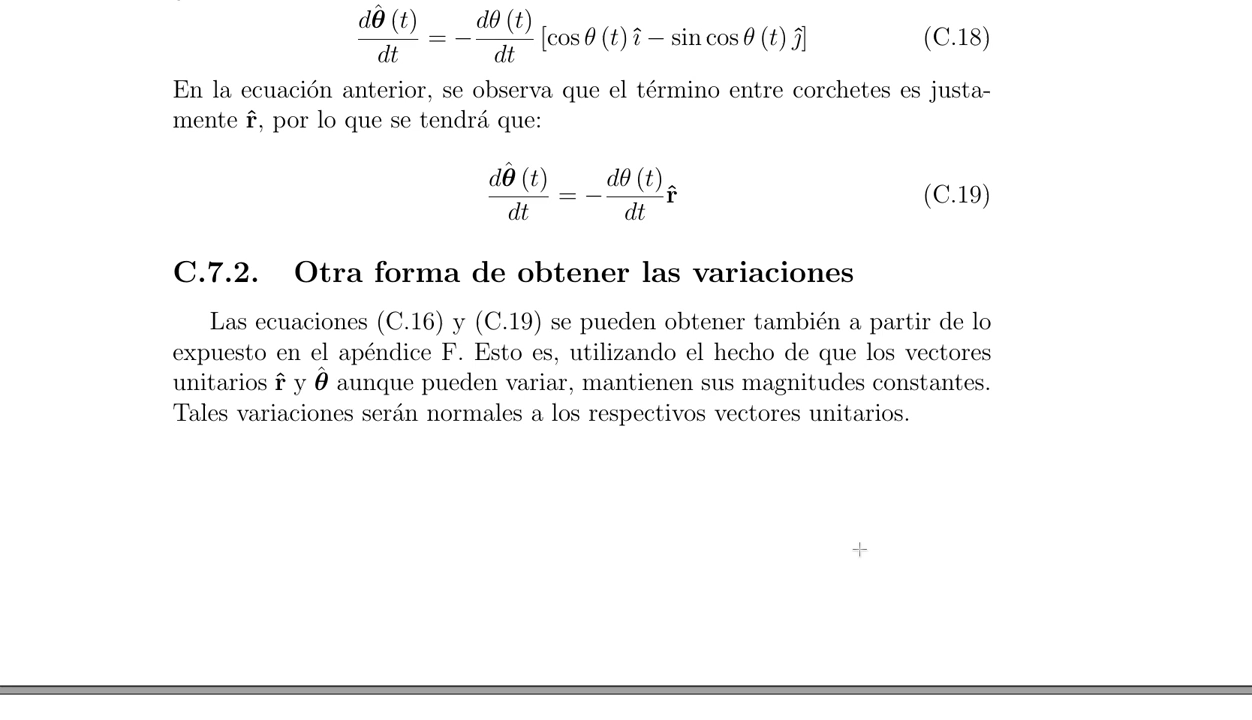 dθ̂ (t)/dt = − dθ (t)/dt [cos θ (t) î − sin cos θ (t) ĵ] (C.18)
En la ecuación anterior, se observa que el término entre corchetes es justa-
mente r̂, por lo que se tendrá que:
dθ̂ (t)/dt = − dθ (t)/dt r̂ (C.19)
C.7.2. Otra forma de obtener las variaciones
Las ecuaciones (C.16) y (C.19) se pueden obtener también a partir de lo
expuesto en el apéndice F. Esto es, utilizando el hecho de que los vectores
unitarios r̂ y θ̂ aunque pueden variar, mantienen sus magnitudes constantes.
Tales variaciones serán normales a los respectivos vectores unitarios.